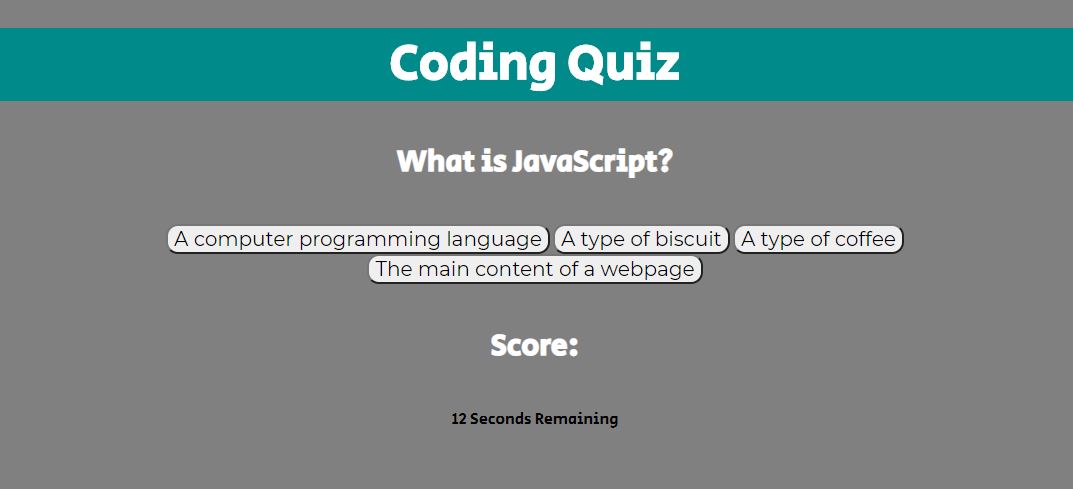 Coding Quiz
What is JavaScript?
A computer programming language A type of biscuit A type of coffee
The main content of a webpage
Score:
12 Seconds Remaining